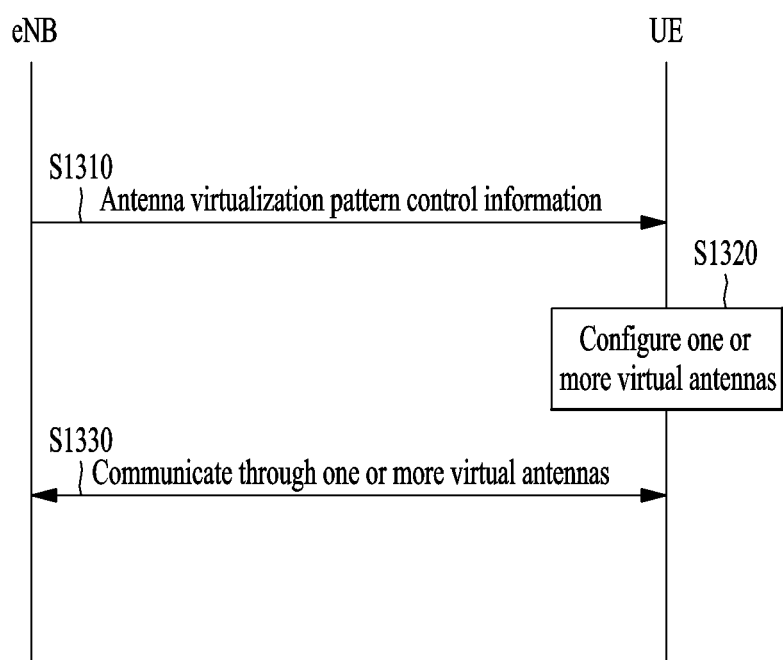 eNB
UE
S1310
Antenna virtualization pattern control information
S1320
Configure one or
more virtual antennas
S1330
Communicate through one or more virtual antennas